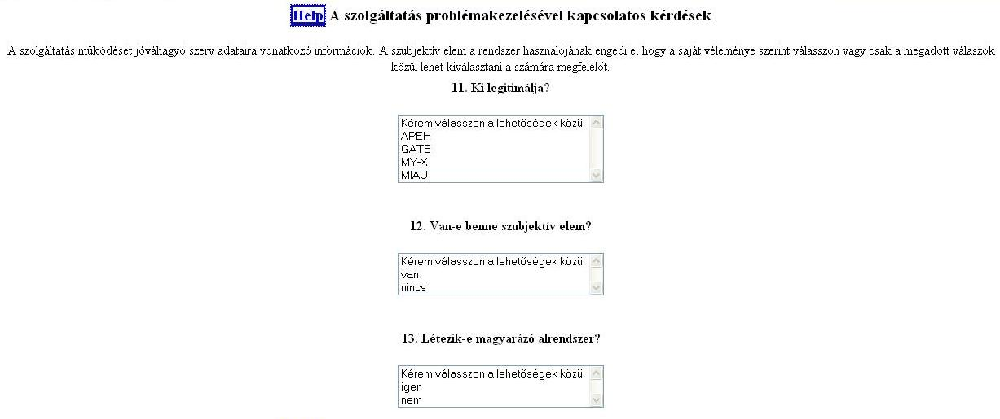 Help A szolgáltatás problémakezelésével kapcsolatos kérdések
A szolgáltatás működését jóváhagyó szerv adataira vonatkozó információk. A szubjektív elem a rendszer használójának engedi e, hogy a saját véleménye szerint válasszon vagy csak a megadott válaszok
közül lehet kiválasztani a számára megfelelőt.
11. Ki legitimálja?
Kérem válasszon a lehetőségek közül
APEH
GATE
MY-X
MIAU
12. Van-e benne szubjektív elem?
Kérem válasszon a lehetőségek közül
van
nincs
13. Létezik-e magyarázó alrendszer?
Kérem válasszon a lehetőségek közül
igen
nem